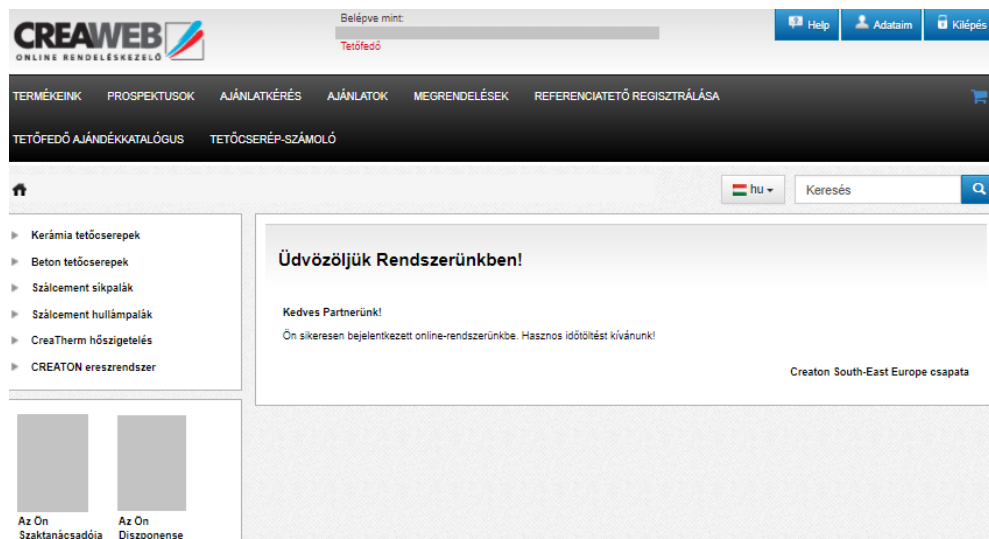 CREAWEB
ONLINE RENDELÉSKEZELŐ
Belépve mint:
Tetőfedő
Help
Adataim
Kilépés
TERMÉKEINK PROSPEKTUSOK AJÁNLATKÉRÉS AJÁNLATOK MEGRENDELÉSEK REFERENCIATETŐ REGISZTRÁLÁSA
TETŐFEDŐ AJÁNDÉKKATALÓGUS TETŐCSERÉP-SZÁMOLÓ
hu
Keresés
Kerámia tetőcserepek
Beton tetőcserepek
Szálcement síkpalák
Szálcement hullámpalák
CreaTherm hőszigetelés
CREATON ereszrendszer
Üdvözöljük Rendszerünkben!
Kedves Partnerünk!
Ön sikeresen bejelentkezett online-rendszerünkbe. Hasznos időtöltést kívánunk!
Creaton South-East Europe csapata
Az Ön
Szaktanácsadója
Az Ön
Diszponense